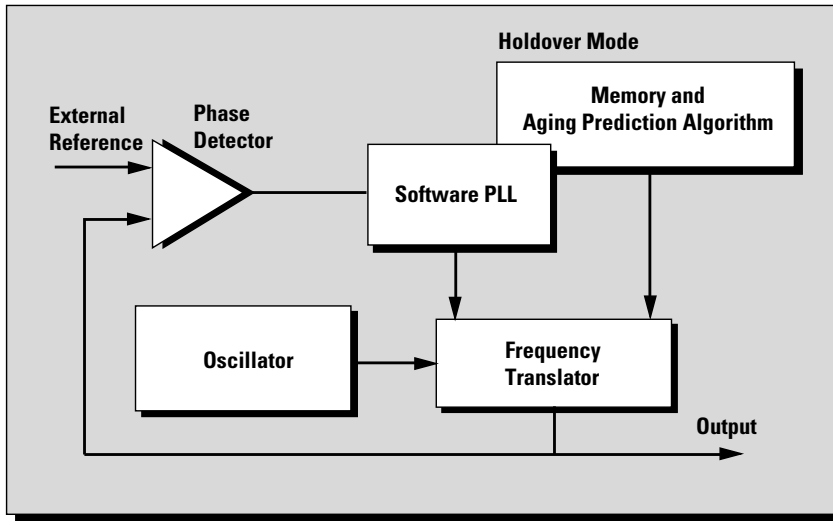 Holdover Mode
Memory and
Aging Prediction Algorithm
External
Reference
Phase
Detector
Software PLL
Oscillator
Frequency
Translator
Output